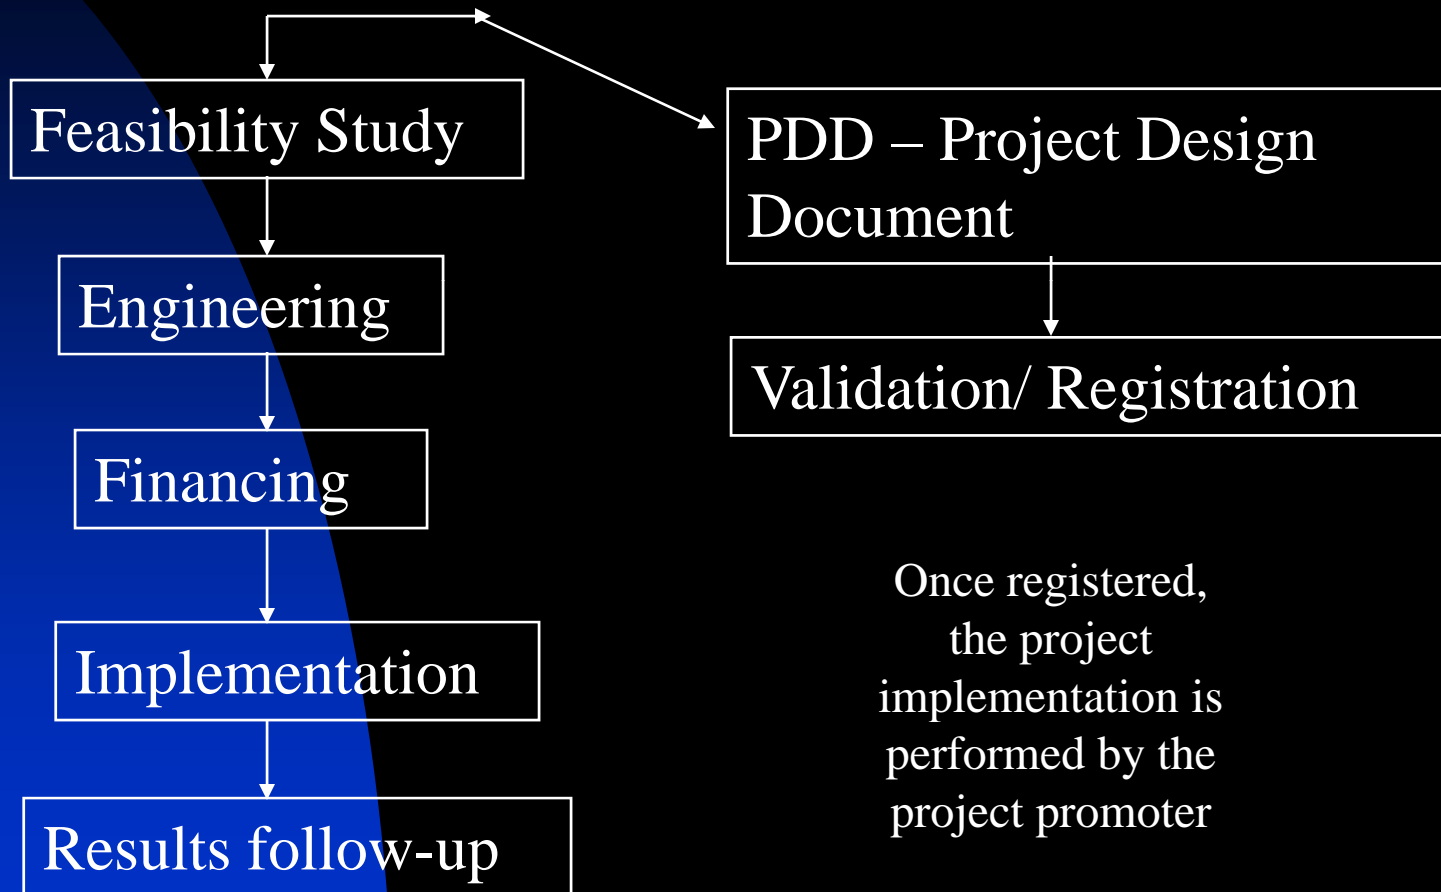 Feasibility Study
Engineering
Financing
Implementation
Results follow-up
PDD – Project Design
Document
Validation/ Registration
Once registered,
the project
implementation is
performed by the
project promoter